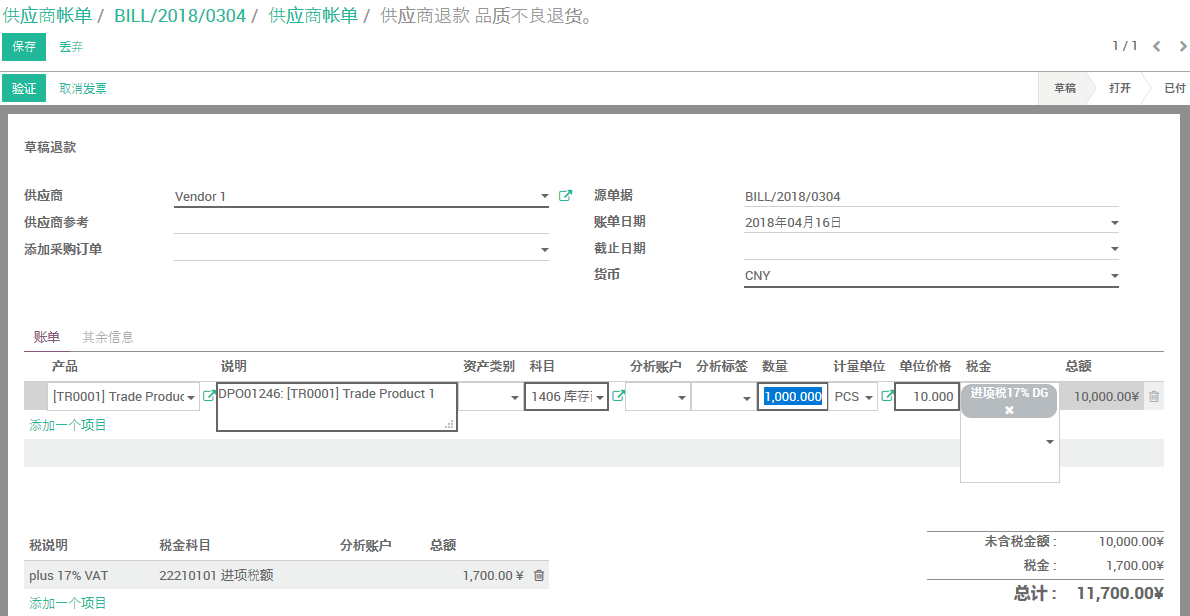 供应商帐单 / BILL/2018/0304 / 供应商帐单 / 供应商退款 品质不良退货。
保存 丢弃 1 / 1
验证 取消发票 草稿 打开 已付
草稿退款
供应商 Vendor 1 源单据 BILL/2018/0304
供应商参考 账单日期 2018年04月16日
添加采购订单 截止日期
货币 CNY
账单 其余信息
产品 说明 资产类别 科目 分析账户 分析标签 数量 计量单位 单位价格 税金 总额
[TR0001] Trade Produc DPO01246: [TR0001] Trade Product 1 1406 库存 1,000.000 PCS 10.000 进项税17% DG 10,000.00¥
添加一个项目
税说明 税金科目 分析账户 总额
plus 17% VAT 22210101 进项税额 1,700.00 ¥
添加一个项目
未含税金额 : 10,000.00¥
税金 : 1,700.00¥
总计 : 11,700.00¥